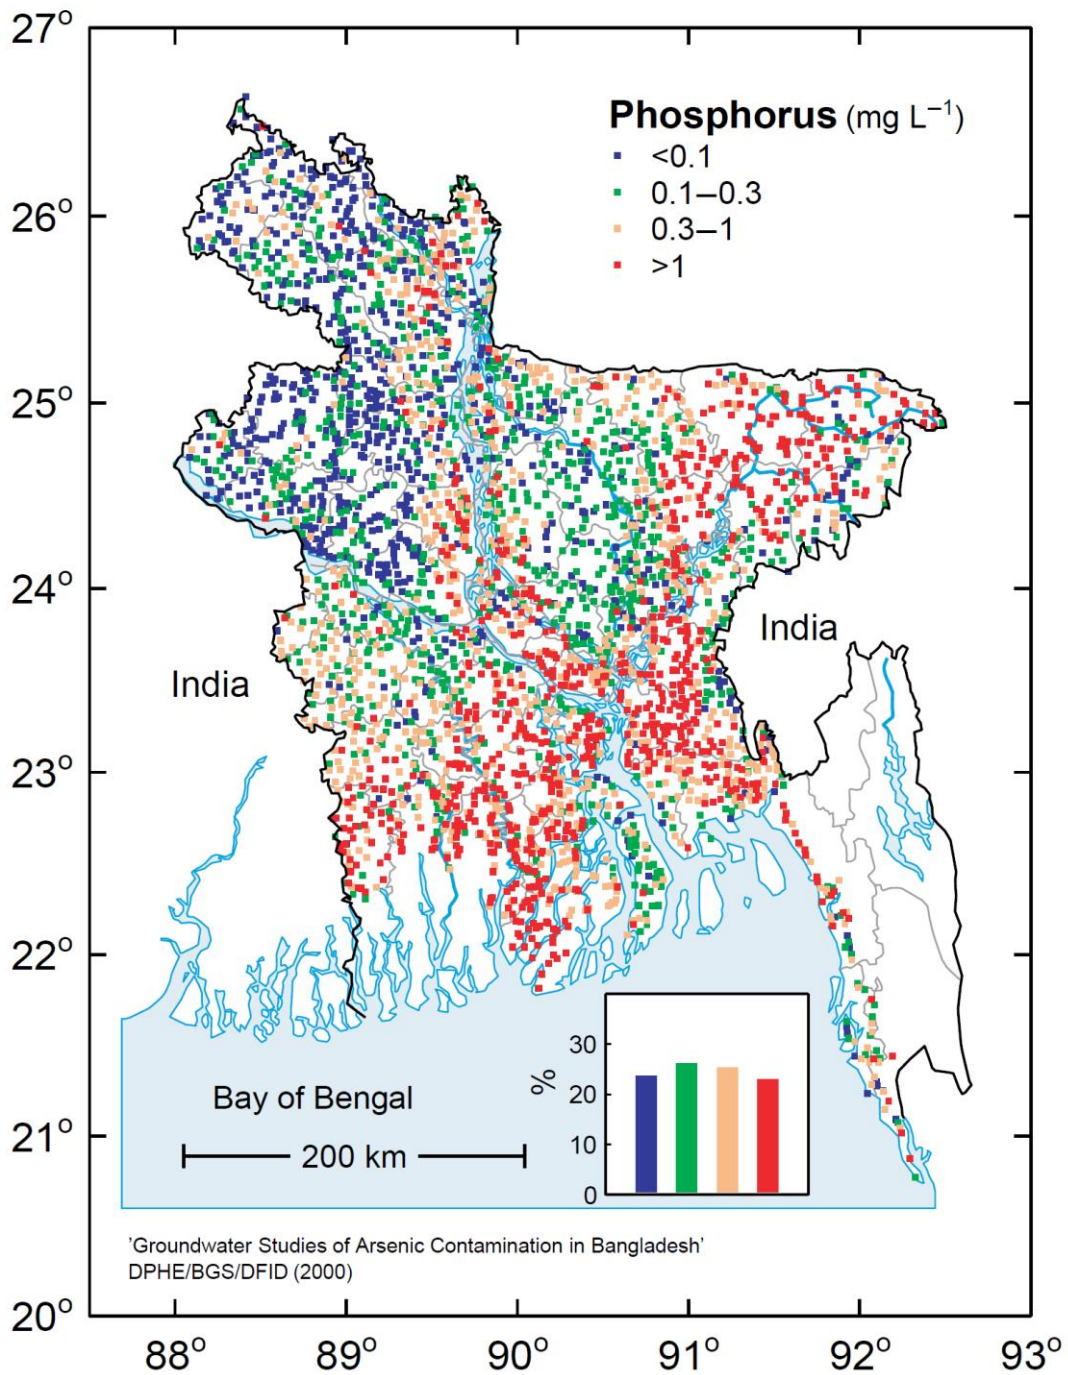 27°
Phosphorus (mg L⁻¹)
<0.1
0.1–0.3
0.3–1
>1
26°
25°
24°
India
India
23°
22°
30
%
20
10
0
Bay of Bengal
200 km
21°
'Groundwater Studies of Arsenic Contamination in Bangladesh'
DPHE/BGS/DFID (2000)
20°
88° 89° 90° 91° 92° 93°